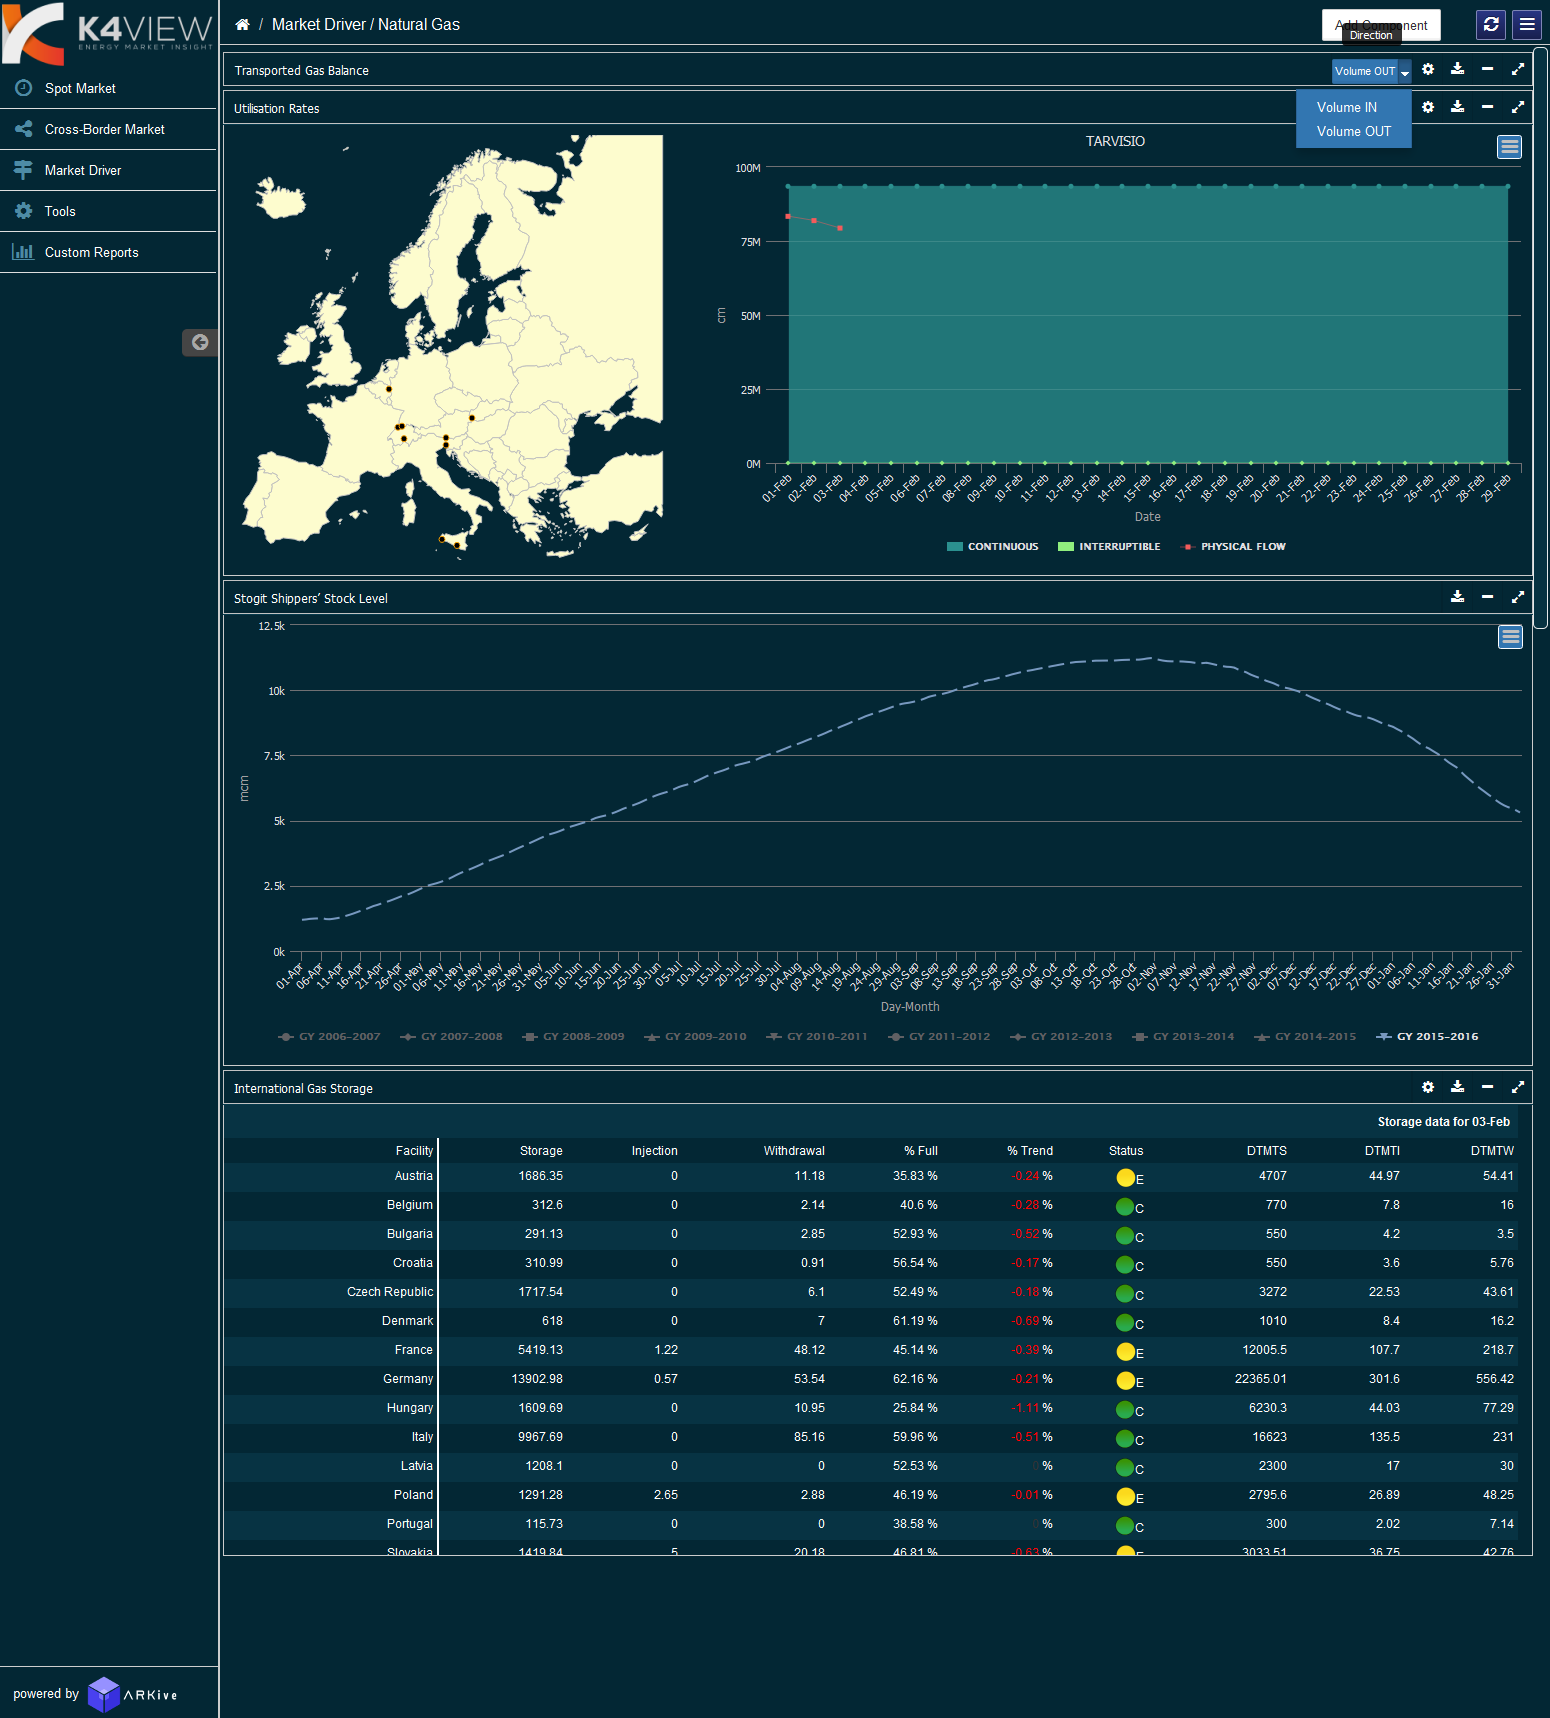 K4VIEW
ENERGY MARKET INSIGHT
Spot Market
Cross-Border Market
Market Driver
Tools
Custom Reports
powered by ARKive
/ Market Driver / Natural Gas
Add Component
Direction
Transported Gas Balance
Volume OUT
Volume IN
Volume OUT
Utilisation Rates
TARVISIO
100M
75M
50M
25M
0M
cm
01-Feb 02-Feb 03-Feb 04-Feb 05-Feb 06-Feb 07-Feb 08-Feb 09-Feb 10-Feb 11-Feb 12-Feb 13-Feb 14-Feb 15-Feb 16-Feb 17-Feb 18-Feb 19-Feb 20-Feb 21-Feb 22-Feb 23-Feb 24-Feb 25-Feb 26-Feb 27-Feb 28-Feb 29-Feb
Date
CONTINUOUS INTERRUPTIBLE PHYSICAL FLOW
Stogit Shippers’ Stock Level
12.5k
10k
7.5k
5k
2.5k
0k
mcm
01-Apr 06-Apr 11-Apr 16-Apr 21-Apr 26-Apr 01-May 06-May 11-May 16-May 21-May 26-May 31-May 05-Jun 10-Jun 15-Jun 20-Jun 25-Jun 30-Jun 05-Jul 10-Jul 15-Jul 20-Jul 25-Jul 30-Jul 04-Aug 09-Aug 14-Aug 19-Aug 24-Aug 29-Aug 03-Sep 08-Sep 13-Sep 18-Sep 23-Sep 28-Sep 03-Oct 08-Oct 13-Oct 18-Oct 23-Oct 28-Oct 02-Nov 07-Nov 12-Nov 17-Nov 22-Nov 27-Nov 02-Dec 07-Dec 12-Dec 17-Dec 22-Dec 27-Dec 01-Jan 06-Jan 11-Jan 16-Jan 21-Jan 26-Jan 31-Jan
Day-Month
GY 2006-2007 GY 2007-2008 GY 2008-2009 GY 2009-2010 GY 2010-2011 GY 2011-2012 GY 2012-2013 GY 2013-2014 GY 2014-2015 GY 2015-2016
International Gas Storage
Storage data for 03-Feb
Facility Storage Injection Withdrawal % Full % Trend Status DTMTS DTMTI DTMTW
Austria 1686.35 0 11.18 35.83 % -0.24 % E 4707 44.97 54.41
Belgium 312.6 0 2.14 40.6 % -0.28 % C 770 7.8 16
Bulgaria 291.13 0 2.85 52.93 % -0.52 % C 550 4.2 3.5
Croatia 310.99 0 0.91 56.54 % -0.17 % C 550 3.6 5.76
Czech Republic 1717.54 0 6.1 52.49 % -0.18 % C 3272 22.53 43.61
Denmark 618 0 7 61.19 % -0.69 % C 1010 8.4 16.2
France 5419.13 1.22 48.12 45.14 % -0.39 % E 12005.5 107.7 218.7
Germany 13902.98 0.57 53.54 62.16 % -0.21 % E 22365.01 301.6 556.42
Hungary 1609.69 0 10.95 25.84 % -1.11 % C 6230.3 44.03 77.29
Italy 9967.69 0 85.16 59.96 % -0.51 % C 16623 135.5 231
Latvia 1208.1 0 0 52.53 % 0 % C 2300 17 30
Poland 1291.28 2.65 2.88 46.19 % -0.01 % E 2795.6 26.89 48.25
Portugal 115.73 0 0 38.58 % 0 % C 300 2.02 7.14
Slovakia 1419.84 5 20.18 46.81 % -0.63 % E 3033.51 36.75 42.76